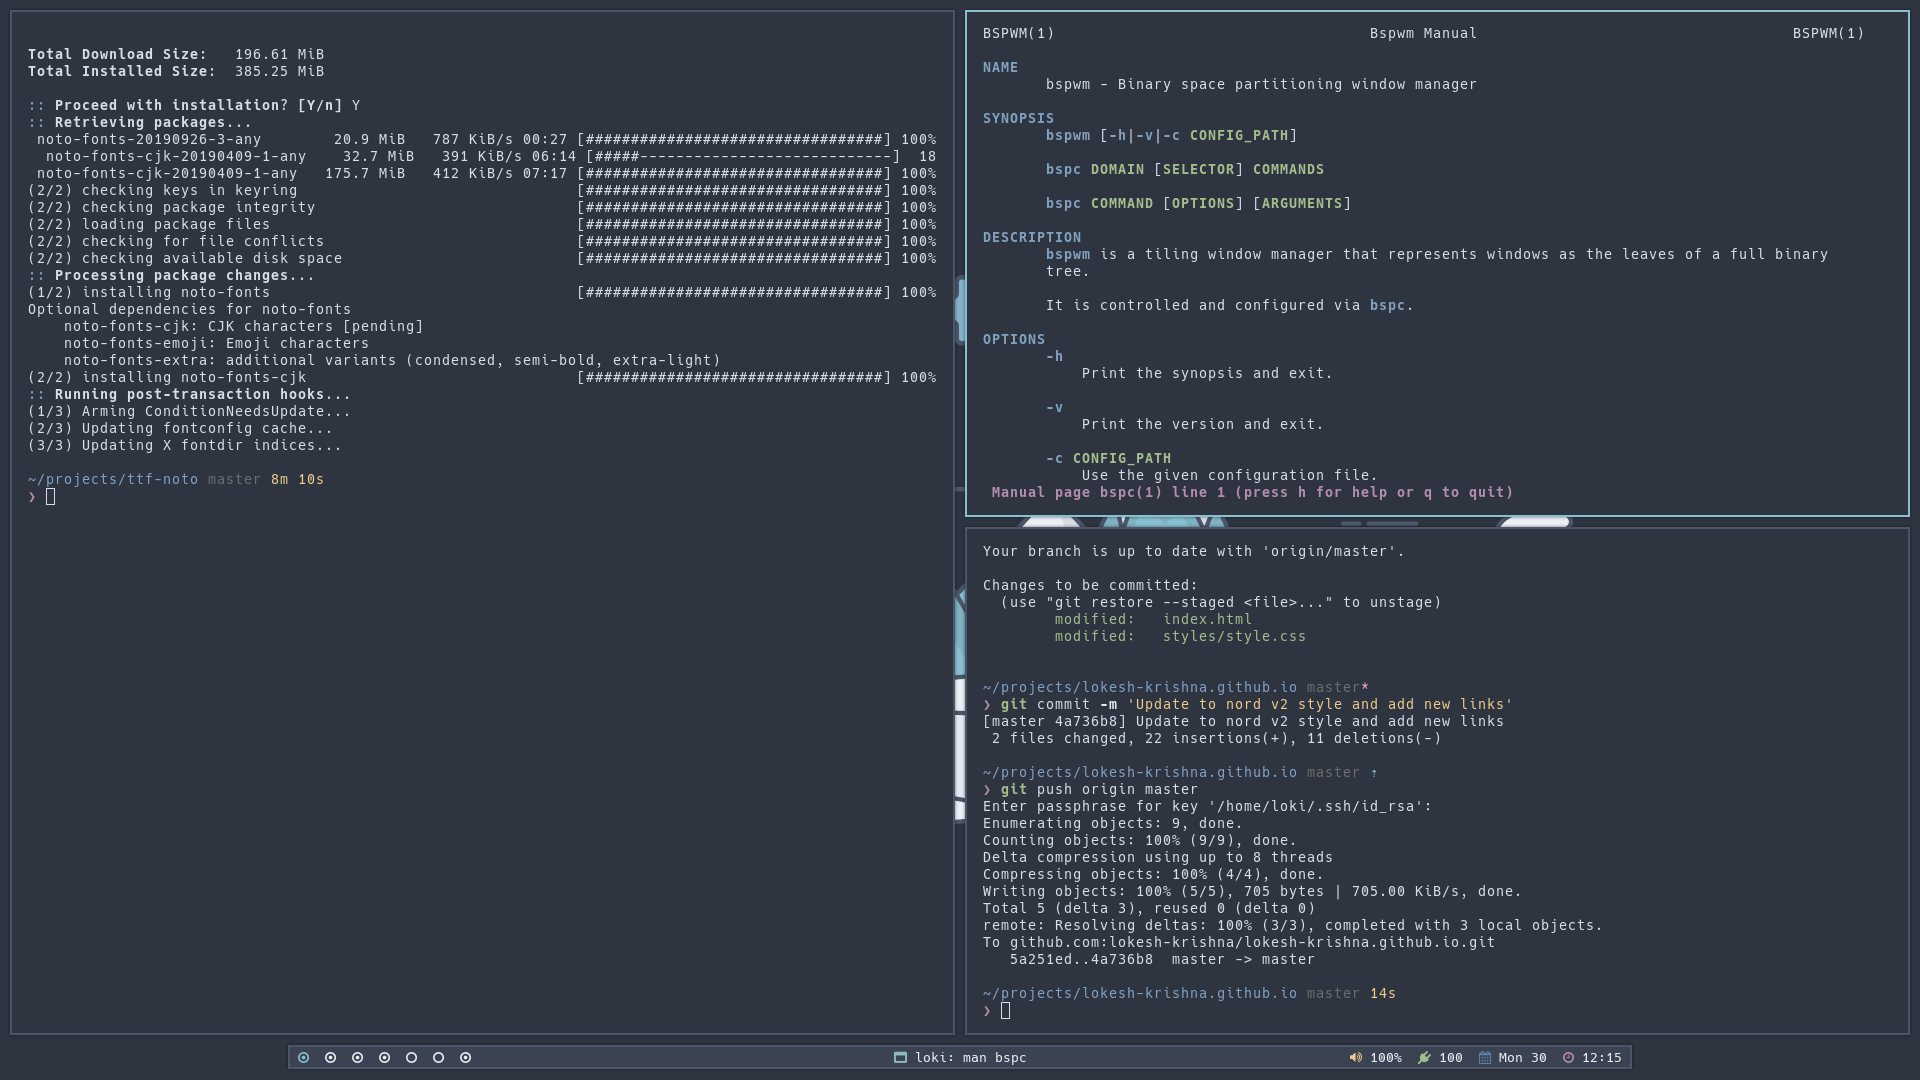 Total Download Size:   196.61 MiB
Total Installed Size:  385.25 MiB
:: Proceed with installation? [Y/n] Y
:: Retrieving packages...
noto-fonts-20190926-3-any        20.9 MiB   787 KiB/s 00:27 [#################################] 100%
noto-fonts-cjk-20190409-1-any    32.7 MiB   391 KiB/s 06:14 [#####----------------------------]  18
noto-fonts-cjk-20190409-1-any   175.7 MiB   412 KiB/s 07:17 [#################################] 100%
(2/2) checking keys in keyring                               [#################################] 100%
(2/2) checking package integrity                             [#################################] 100%
(2/2) loading package files                                  [#################################] 100%
(2/2) checking for file conflicts                            [#################################] 100%
(2/2) checking available disk space                          [#################################] 100%
:: Processing package changes...
(1/2) installing noto-fonts                                  [#################################] 100%
Optional dependencies for noto-fonts
    noto-fonts-cjk: CJK characters [pending]
    noto-fonts-emoji: Emoji characters
    noto-fonts-extra: additional variants (condensed, semi-bold, extra-light)
(2/2) installing noto-fonts-cjk                              [#################################] 100%
:: Running post-transaction hooks...
(1/3) Arming ConditionNeedsUpdate...
(2/3) Updating fontconfig cache...
(3/3) Updating X fontdir indices...
~/projects/ttf-noto master 8m 10s
❯
BSPWM(1)                                   Bspwm Manual                                   BSPWM(1)
NAME
       bspwm - Binary space partitioning window manager
SYNOPSIS
       bspwm [-h|-v|-c CONFIG_PATH]
       bspc DOMAIN [SELECTOR] COMMANDS
       bspc COMMAND [OPTIONS] [ARGUMENTS]
DESCRIPTION
       bspwm is a tiling window manager that represents windows as the leaves of a full binary
       tree.
       It is controlled and configured via bspc.
OPTIONS
       -h
           Print the synopsis and exit.
       -v
           Print the version and exit.
       -c CONFIG_PATH
           Use the given configuration file.
 Manual page bspc(1) line 1 (press h for help or q to quit)
Your branch is up to date with 'origin/master'.
Changes to be committed:
  (use "git restore --staged <file>..." to unstage)
        modified:   index.html
        modified:   styles/style.css
~/projects/lokesh-krishna.github.io master*
❯ git commit -m 'Update to nord v2 style and add new links'
[master 4a736b8] Update to nord v2 style and add new links
 2 files changed, 22 insertions(+), 11 deletions(-)
~/projects/lokesh-krishna.github.io master ⇡
❯ git push origin master
Enter passphrase for key '/home/loki/.ssh/id_rsa':
Enumerating objects: 9, done.
Counting objects: 100% (9/9), done.
Delta compression using up to 8 threads
Compressing objects: 100% (4/4), done.
Writing objects: 100% (5/5), 705 bytes | 705.00 KiB/s, done.
Total 5 (delta 3), reused 0 (delta 0)
remote: Resolving deltas: 100% (3/3), completed with 3 local objects.
To github.com:lokesh-krishna/lokesh-krishna.github.io.git
   5a251ed..4a736b8  master -> master
~/projects/lokesh-krishna.github.io master 14s
❯
loki: man bspc
100%  100  Mon 30  12:15